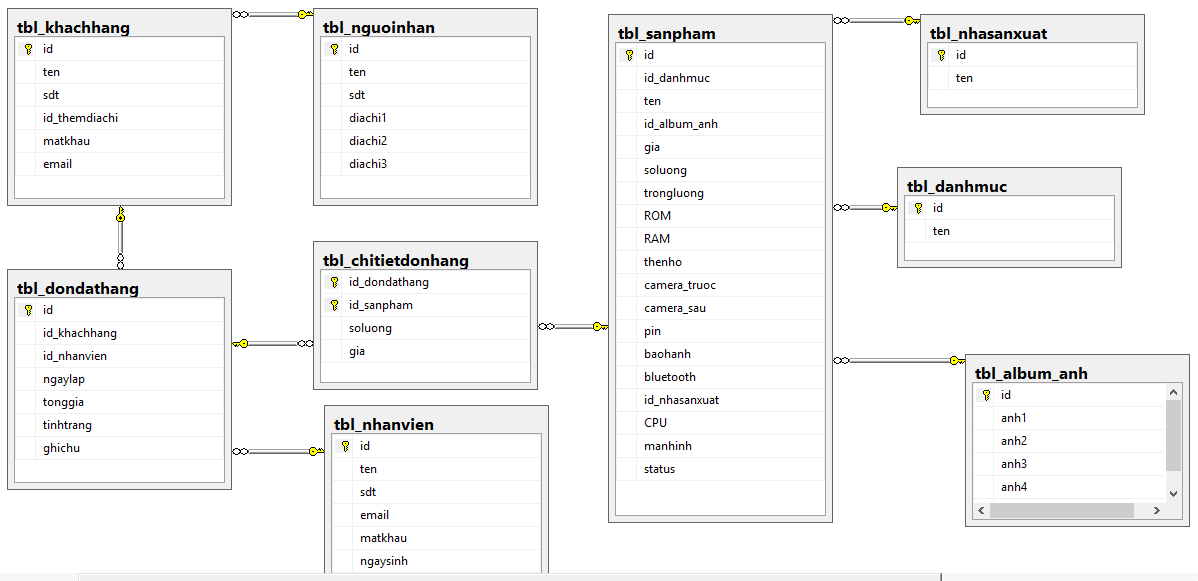 tbl_khachhang
id
ten
sdt
id_themdiachi
matkhau
email
tbl_nguoinhan
id
ten
sdt
diachi1
diachi2
diachi3
tbl_sanpham
id
id_danhmuc
ten
id_album_anh
gia
soluong
trongluong
ROM
RAM
thenho
camera_truoc
camera_sau
pin
baohanh
bluetooth
id_nhasanxuat
CPU
manhinh
status
tbl_nhasanxuat
id
ten
tbl_danhmuc
id
ten
tbl_dondathang
id
id_khachhang
id_nhanvien
ngaylap
tonggia
tinhtrang
ghichu
tbl_chitietdonhang
id_dondathang
id_sanpham
soluong
gia
tbl_nhanvien
id
ten
sdt
email
matkhau
ngaysinh
tbl_album_anh
id
anh1
anh2
anh3
anh4